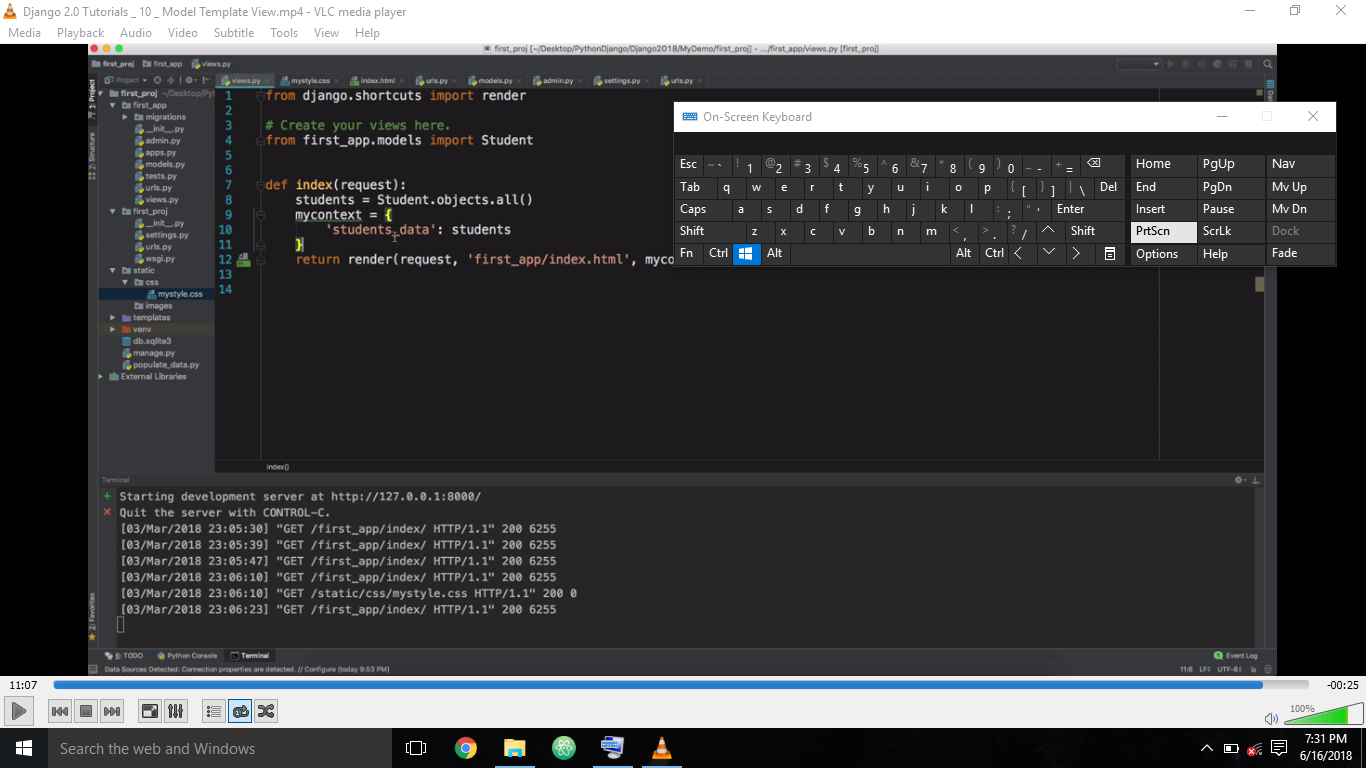 Django 2.0 Tutorials _ 10 _ Model Template View.mp4 - VLC media player
Media Playback Audio Video Subtitle Tools View Help
first_proj [~/Desktop/PythonDjango/Django2018/MyDemo/first_proj] - .../first_app/views.py [first_proj]
first_proj first_app views.py
Project
views.py mystyle.css index.html urls.py models.py admin.py settings.py urls.py
1: Project
2: Structure
2: Favorites
first_proj ~/Desktop/Pyt
first_app
migrations
__init__.py
admin.py
apps.py
models.py
tests.py
urls.py
views.py
first_proj
__init__.py
settings.py
urls.py
wsgi.py
static
css
mystyle.css
images
templates
venv
db.sqlite3
manage.py
populate_data.py
External Libraries
1 from django.shortcuts import render
2
3 # Create your views here.
4 from first_app.models import Student
5
6
7 def index(request):
8 students = Student.objects.all()
9 mycontext = {
10 'students_data': students
11 }
12 return render(request, 'first_app/index.html', myco
13
14
index()
On-Screen Keyboard
Esc ~ ` ! 1 @ 2 # 3 $ 4 % 5 ^ 6 & 7 * 8 ( 9 ) 0 _ - + = Home PgUp Nav
Tab q w e r t y u i o p { [ } ] | \ Del End PgDn Mv Up
Caps a s d f g h j k l : ; " ' Enter Insert Pause Mv Dn
Shift z x c v b n m < , > . ? / Shift PrtScn ScrLk Dock
Fn Ctrl Alt Alt Ctrl Options Help Fade
Terminal
Starting development server at http://127.0.0.1:8000/
Quit the server with CONTROL-C.
[03/Mar/2018 23:05:30] "GET /first_app/index/ HTTP/1.1" 200 6255
[03/Mar/2018 23:05:39] "GET /first_app/index/ HTTP/1.1" 200 6255
[03/Mar/2018 23:05:47] "GET /first_app/index/ HTTP/1.1" 200 6255
[03/Mar/2018 23:06:10] "GET /first_app/index/ HTTP/1.1" 200 6255
[03/Mar/2018 23:06:10] "GET /static/css/mystyle.css HTTP/1.1" 200 0
[03/Mar/2018 23:06:23] "GET /first_app/index/ HTTP/1.1" 200 6255
6: TODO Python Console Terminal Event Log
Data Sources Detected: Connection properties are detected. // Configure (today 9:53 PM) 11:6 LF÷ UTF-8÷
11:07 -00:25
100%
Search the web and Windows
7:31 PM
6/16/2018